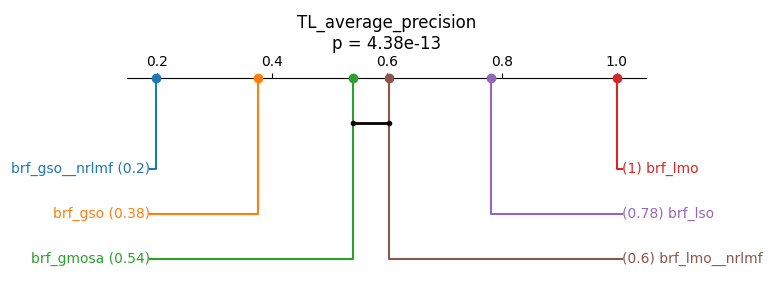 TL_average_precision
p = 4.38e-13
0.2 0.4 0.6 0.8 1.0
brf_gso__nrlmf (0.2) (1) brf_lmo
brf_gso (0.38) (0.78) brf_lso
brf_gmosa (0.54) (0.6) brf_lmo__nrlmf